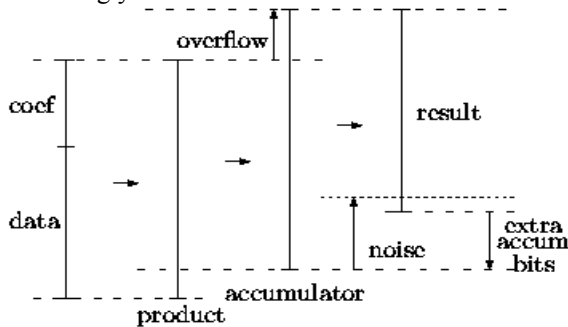 overflow
coef
result
data
noise
extra
accum
bits
accumulator
product